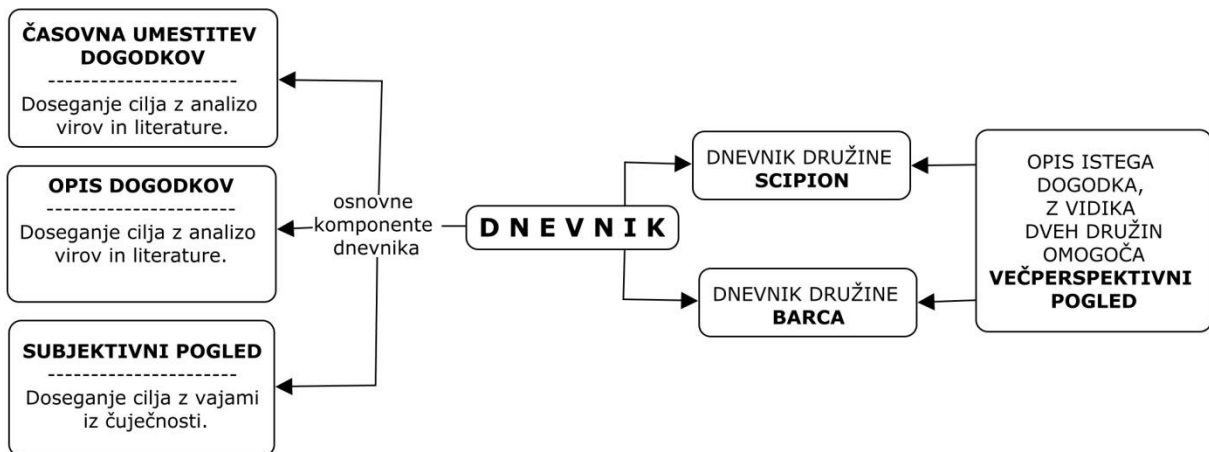 ČASOVNA UMESTITEV
DOGODKOV
-----------------------
Doseganje cilja z analizo
virov in literature.
OPIS DOGODKOV
-----------------------
Doseganje cilja z analizo
virov in literature.
SUBJEKTIVNI POGLED
-----------------------
Doseganje cilja z vajami
iz čuječnosti.
osnovne
komponente
dnevnika
D N E V N I K
DNEVNIK DRUŽINE
SCIPION
DNEVNIK DRUŽINE
BARCA
OPIS ISTEGA
DOGODKA,
Z VIDIKA
DVEH DRUŽIN
OMOGOČA
VEČPERSPEKTIVNI
POGLED